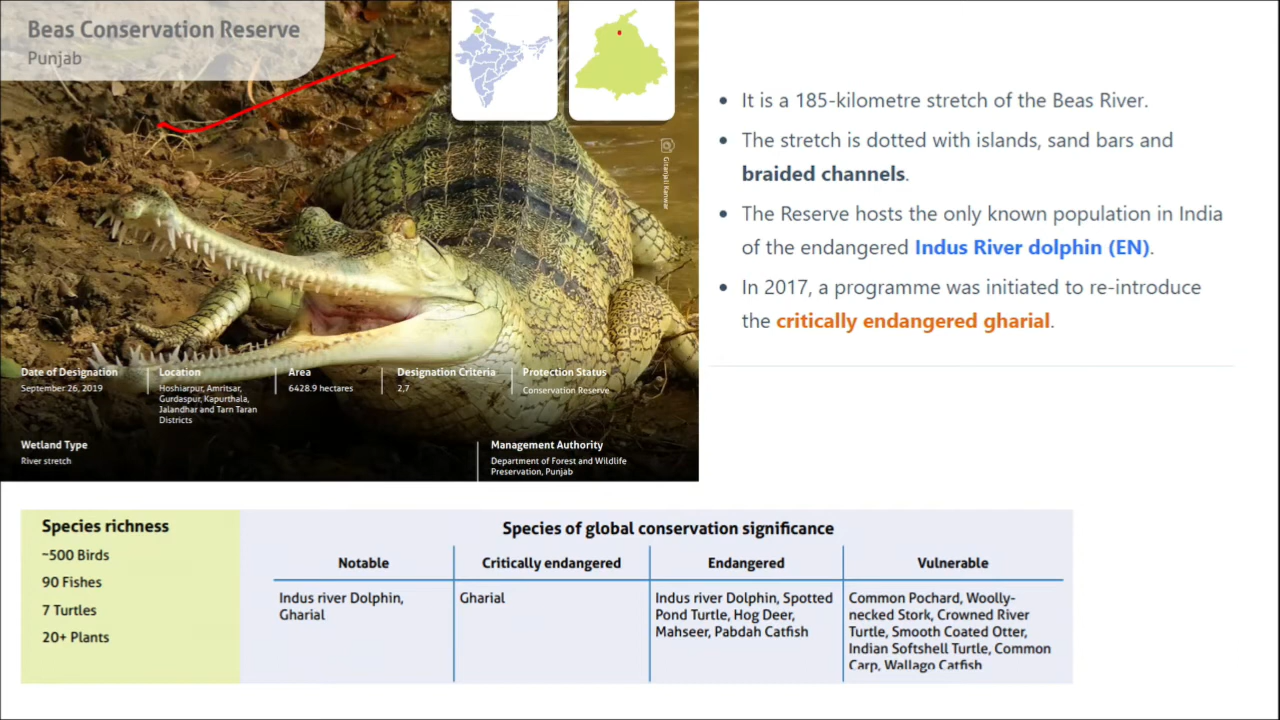 Beas Conservation Reserve
Punjab
Gitanjali Kanwar
Date of Designation
September 26, 2019
Location
Hoshiarpur, Amritsar,
Gurdaspur, Kapurthala,
Jalandhar and Tarn Taran
Districts
Area
6428.9 hectares
Designation Criteria
2,7
Protection Status
Conservation Reserve
Wetland Type
River stretch
Management Authority
Department of Forest and Wildlife
Preservation, Punjab
• It is a 185-kilometre stretch of the Beas River.
• The stretch is dotted with islands, sand bars and
braided channels.
• The Reserve hosts the only known population in India
of the endangered Indus River dolphin (EN).
• In 2017, a programme was initiated to re-introduce
the critically endangered gharial.
Species richness
~500 Birds
90 Fishes
7 Turtles
20+ Plants
Species of global conservation significance
Notable
Critically endangered
Endangered
Vulnerable
Indus river Dolphin,
Gharial
Gharial
Indus river Dolphin, Spotted
Pond Turtle, Hog Deer,
Mahseer, Pabdah Catfish
Common Pochard, Woolly-
necked Stork, Crowned River
Turtle, Smooth Coated Otter,
Indian Softshell Turtle, Common
Carp, Wallago Catfish